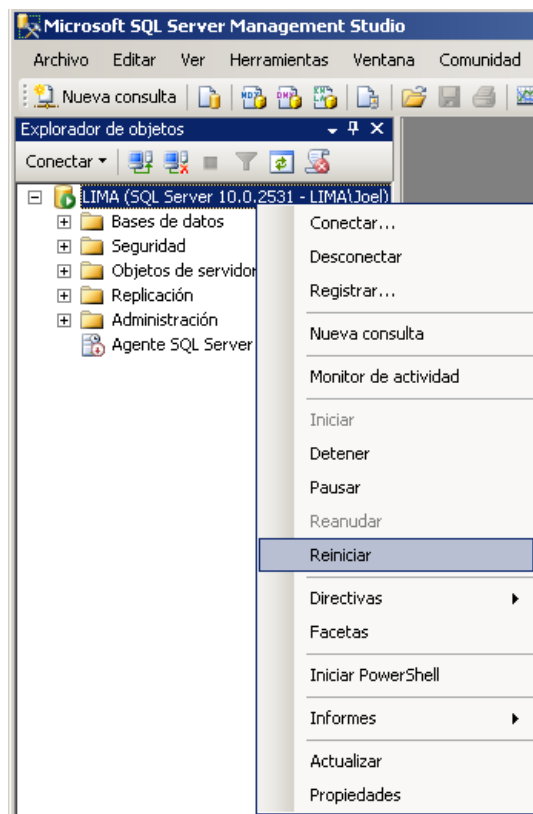 Microsoft SQL Server Management Studio
Archivo Editar Ver Herramientas Ventana Comunidad
Nueva consulta
Explorador de objetos
Conectar
LIMA (SQL Server 10.0.2531 - LIMA\Joel)
Bases de datos
Seguridad
Objetos de servidor
Replicación
Administración
Agente SQL Server
Conectar...
Desconectar
Registrar...
Nueva consulta
Monitor de actividad
Iniciar
Detener
Pausar
Reanudar
Reiniciar
Directivas
Facetas
Iniciar PowerShell
Informes
Actualizar
Propiedades